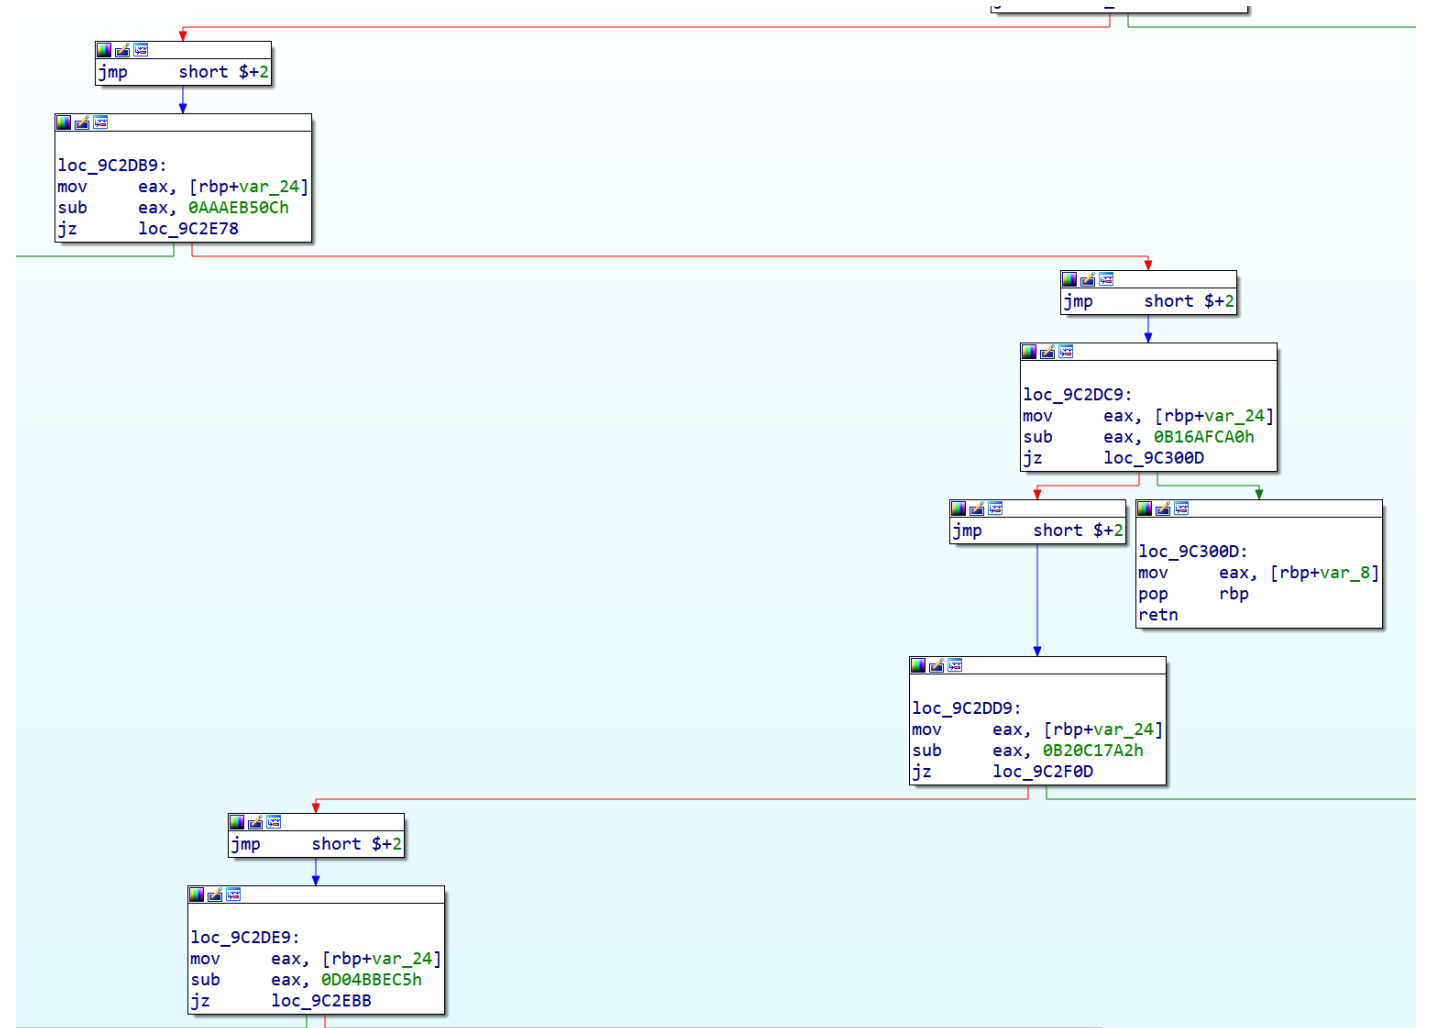 jmp short $+2
loc_9C2DB9:
mov eax, [rbp+var_24]
sub eax, 0AAAEB50Ch
jz loc_9C2E78
jmp short $+2
loc_9C2DC9:
mov eax, [rbp+var_24]
sub eax, 0B16AFCA0h
jz loc_9C300D
jmp short $+2
loc_9C300D:
mov eax, [rbp+var_8]
pop rbp
retn
loc_9C2DD9:
mov eax, [rbp+var_24]
sub eax, 0B20C17A2h
jz loc_9C2F0D
jmp short $+2
loc_9C2DE9:
mov eax, [rbp+var_24]
sub eax, 0D04BBEC5h
jz loc_9C2EBB